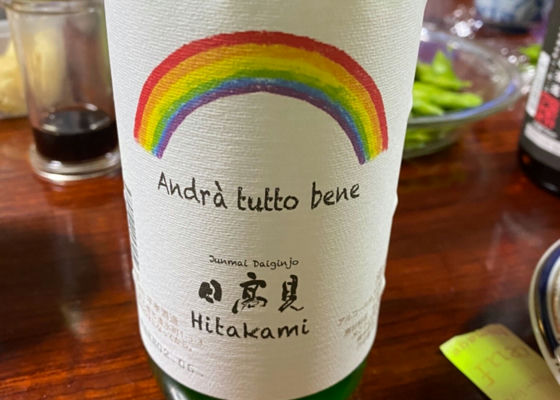 Andrà tutto bene
Junmai Daiginjo
日高見
Hitakami